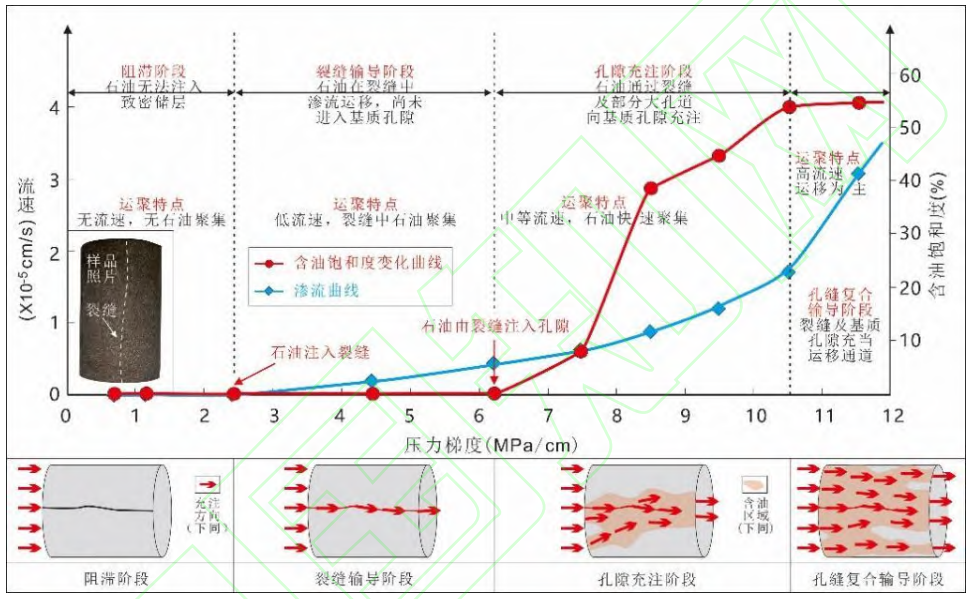 阻滞阶段
石油无法注入
致密储层
裂缝输导阶段
石油在裂缝中
渗流运移，尚未
进入基质孔隙
孔隙充注阶段
石油通过裂缝
及部分大孔道
向基质孔隙充注
运聚特点
无流速，无石油聚集
运聚特点
低流速，裂缝中石油聚集
运聚特点
中等流速，石油快速聚集
运聚特点
高流速
运移为主
样品
照片
裂缝
含油饱和度变化曲线
渗流曲线
石油注入裂缝
石油由裂缝注入孔隙
孔缝复合
输导阶段
裂缝及基质
孔隙充当
运移通道
流速(X10-5cm/s)
4
3
2
1
0
含油饱和度(%)
60
50
40
30
20
10
0 1 2 3 4 5 6 7 8 9 10 11 12
压力梯度(MPa/cm)
充注
方向
(下同)
含油
区域
(下同)
阻滞阶段
裂缝输导阶段
孔隙充注阶段
孔缝复合输导阶段